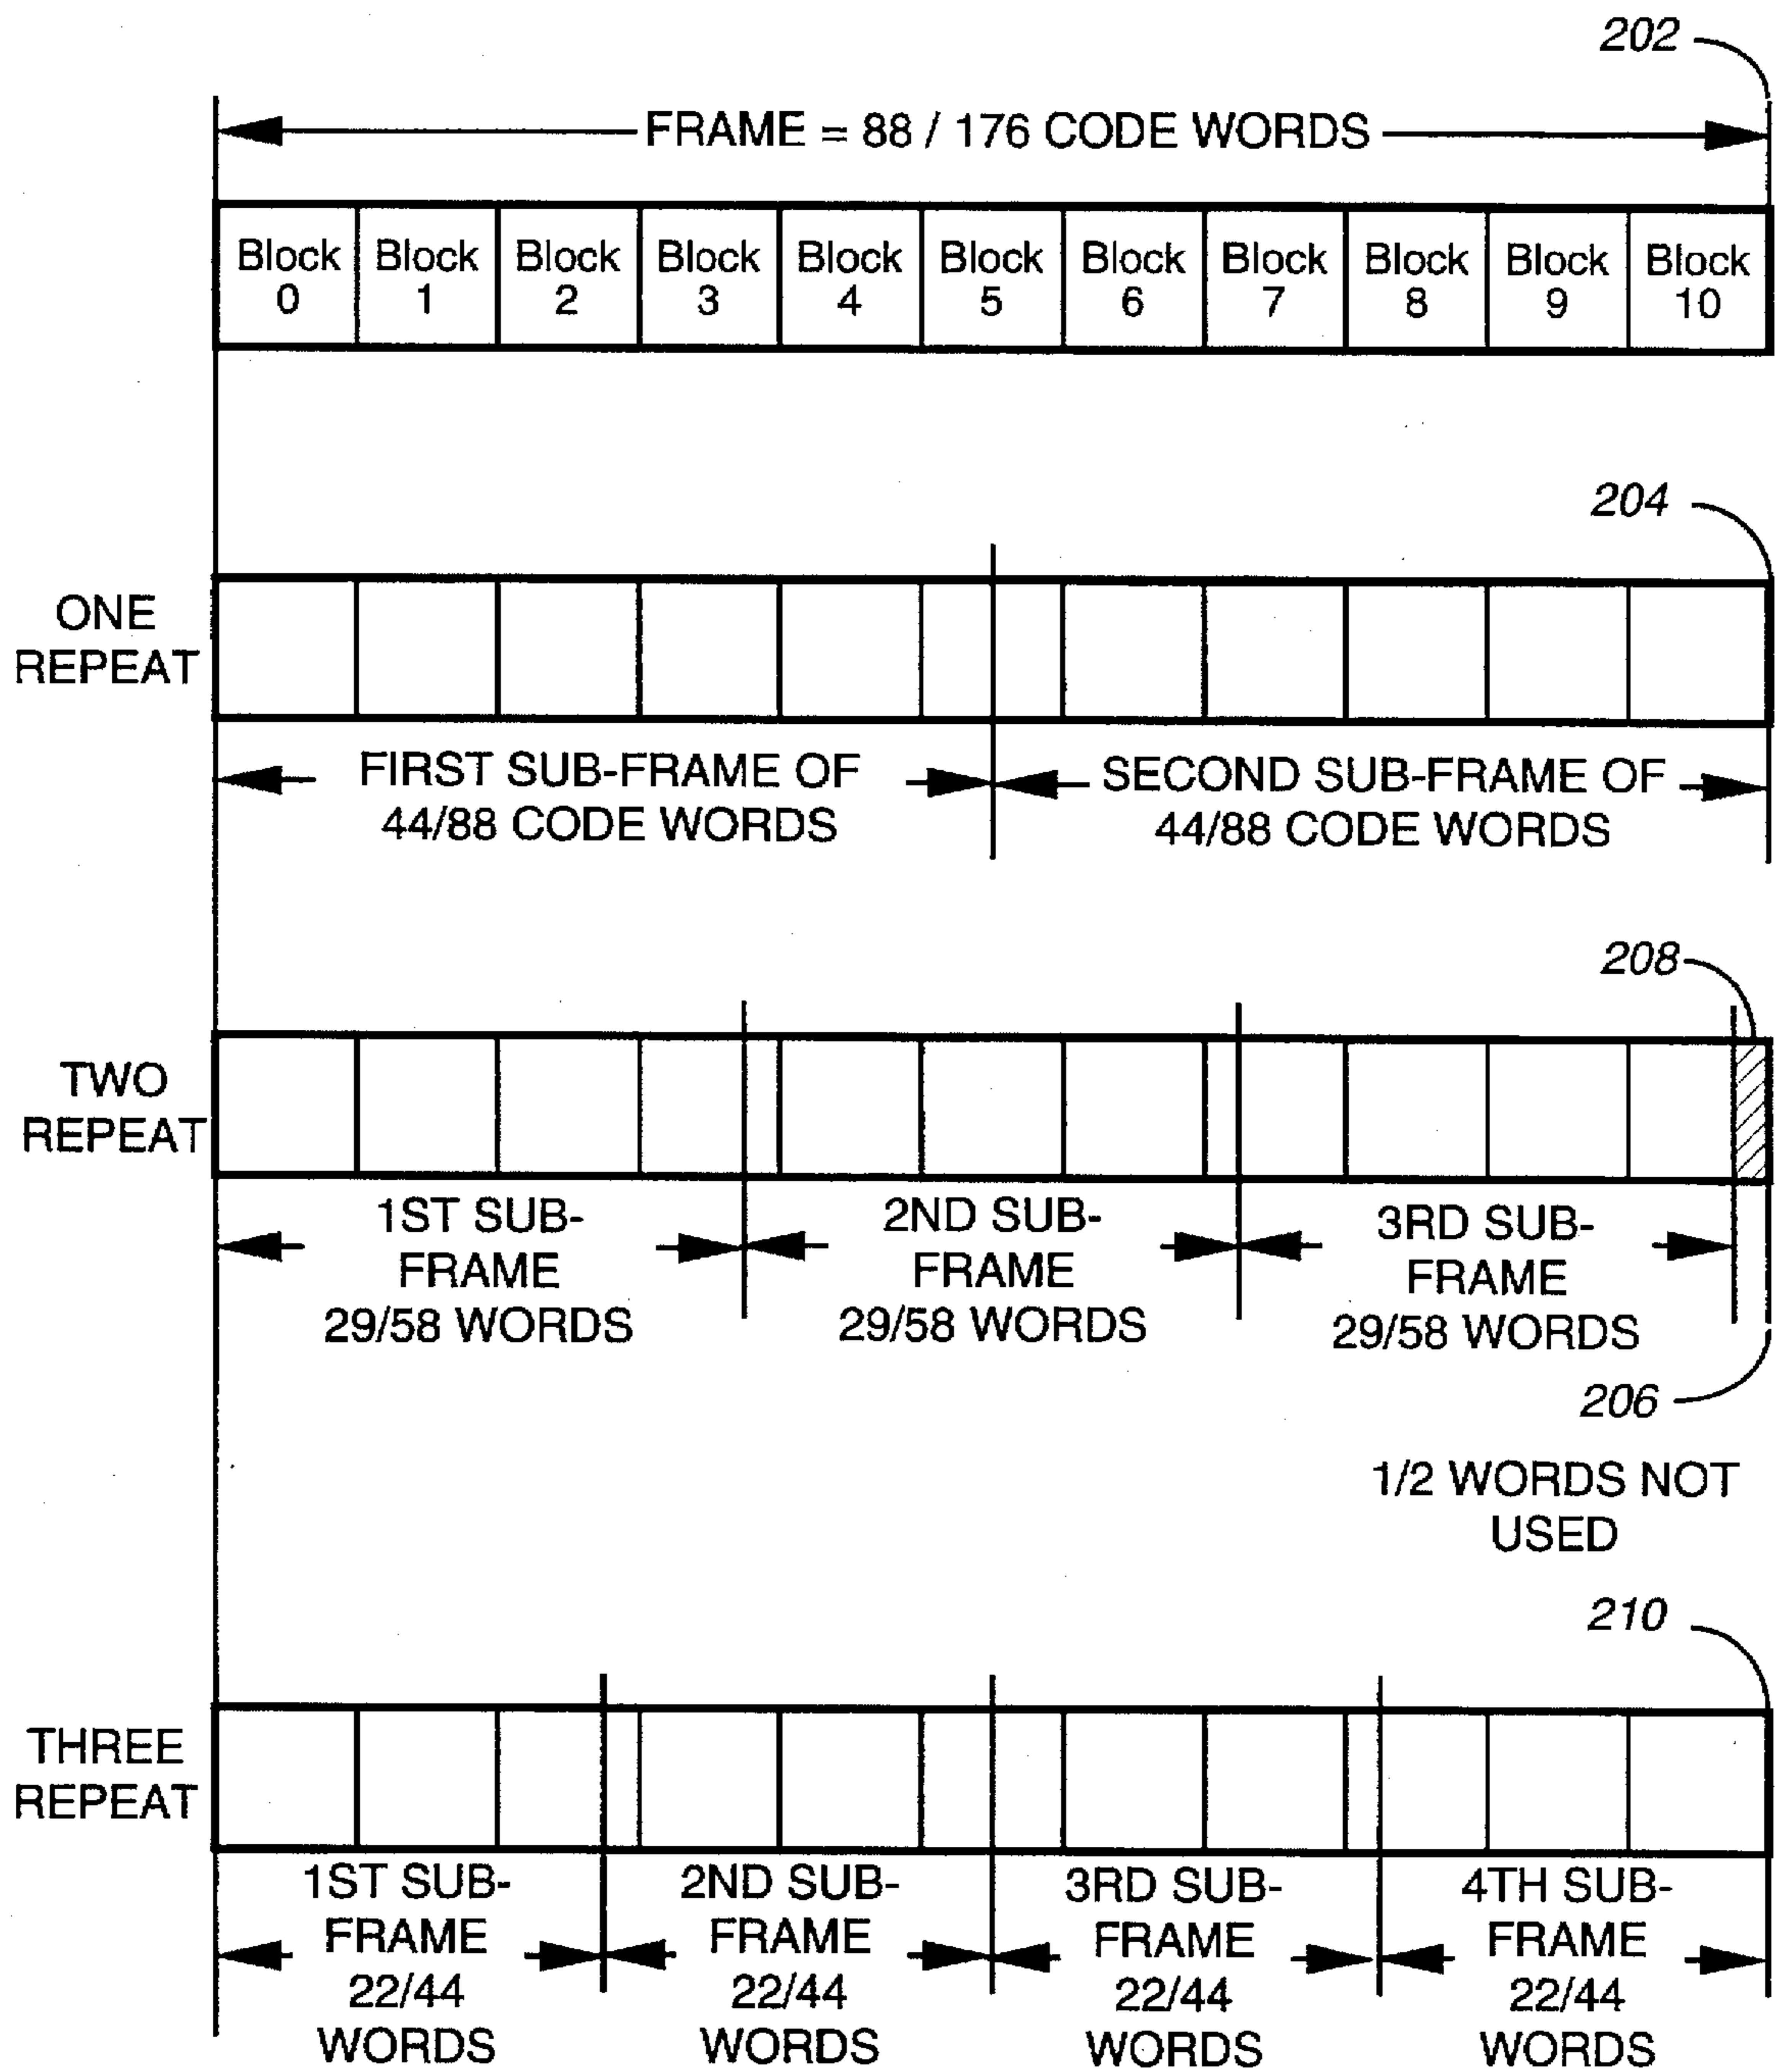 202
FRAME = 88 / 176 CODE WORDS
Block 0
Block 1
Block 2
Block 3
Block 4
Block 5
Block 6
Block 7
Block 8
Block 9
Block 10
204
ONE
REPEAT
FIRST SUB-FRAME OF
44/88 CODE WORDS
SECOND SUB-FRAME OF
44/88 CODE WORDS
208
TWO
REPEAT
1ST SUB-
FRAME
29/58 WORDS
2ND SUB-
FRAME
29/58 WORDS
3RD SUB-
FRAME
29/58 WORDS
206
1/2 WORDS NOT
USED
210
THREE
REPEAT
1ST SUB-
FRAME
22/44
WORDS
2ND SUB-
FRAME
22/44
WORDS
3RD SUB-
FRAME
22/44
WORDS
4TH SUB-
FRAME
22/44
WORDS